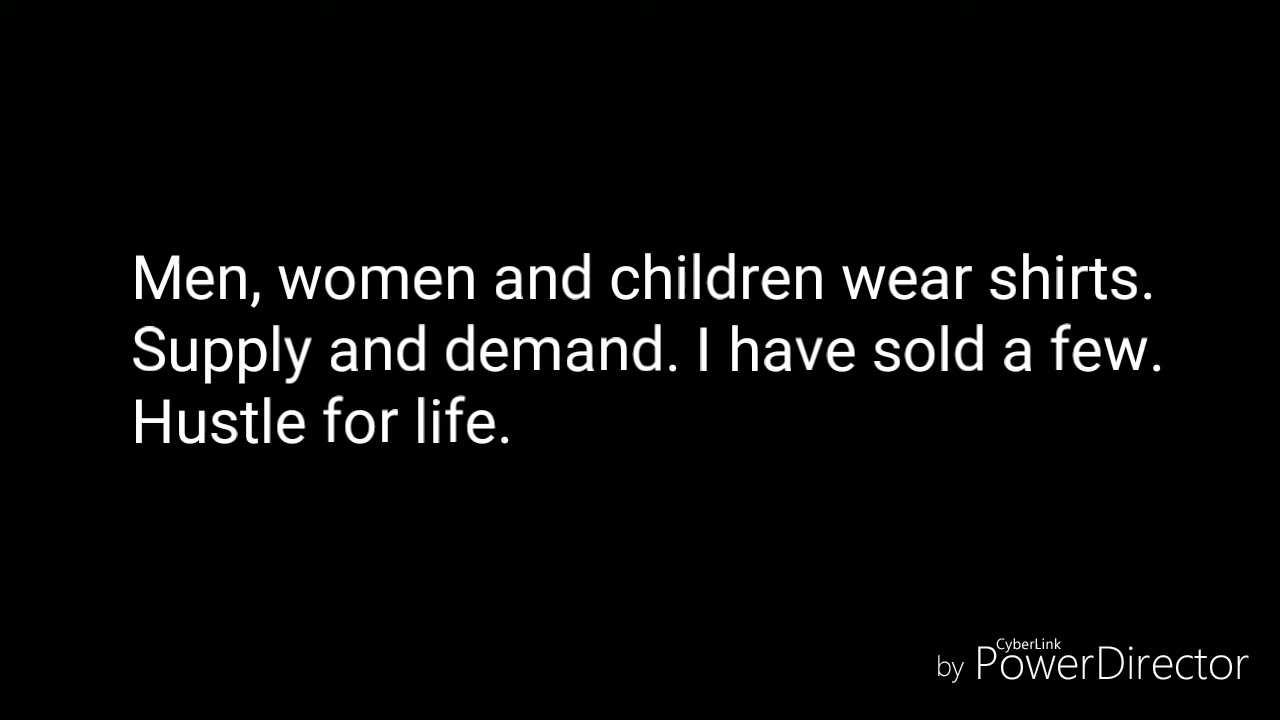 Men, women and children wear shirts.
Supply and demand. I have sold a few.
Hustle for life.
CyberLink
by PowerDirector